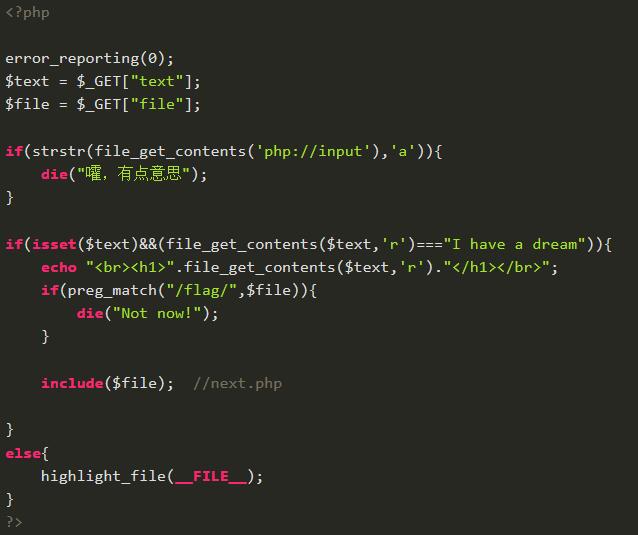 <?php
error_reporting(0);
$text = $_GET["text"];
$file = $_GET["file"];
if(strstr(file_get_contents('php://input'),'a')){
    die("嚯，有点意思");
}
if(isset($text)&&(file_get_contents($text,'r')==="I have a dream")){
    echo "<br><h1>".file_get_contents($text,'r')."</h1></br>";
    if(preg_match("/flag/",$file)){
        die("Not now!");
    }
    include($file);  //next.php
}
else{
    highlight_file(__FILE__);
}
?>